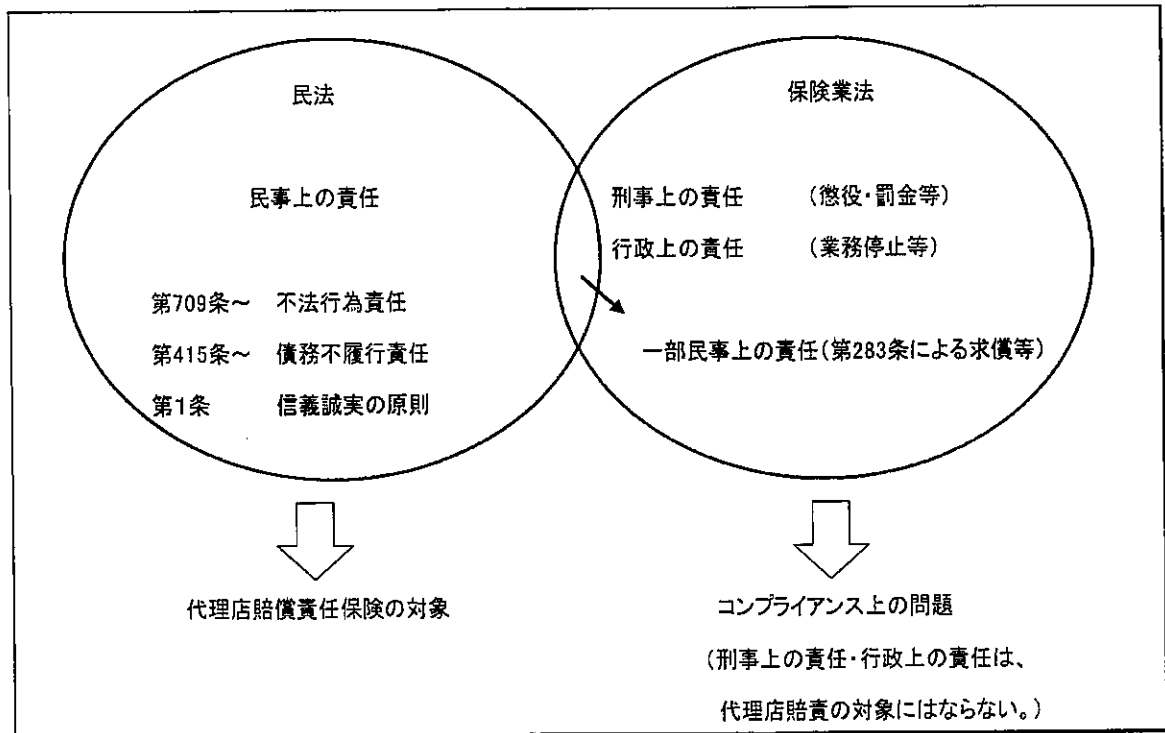 民法
民事上の責任
第709条～ 不法行為責任
第415条～ 債務不履行責任
第1条 信義誠実の原則
代理店賠償責任保険の対象
保険業法
刑事上の責任 (懲役・罰金等)
行政上の責任 (業務停止等)
一部民事上の責任(第283条による求償等)
コンプライアンス上の問題
(刑事上の責任・行政上の責任は、
代理店賠責の対象にはならない。)